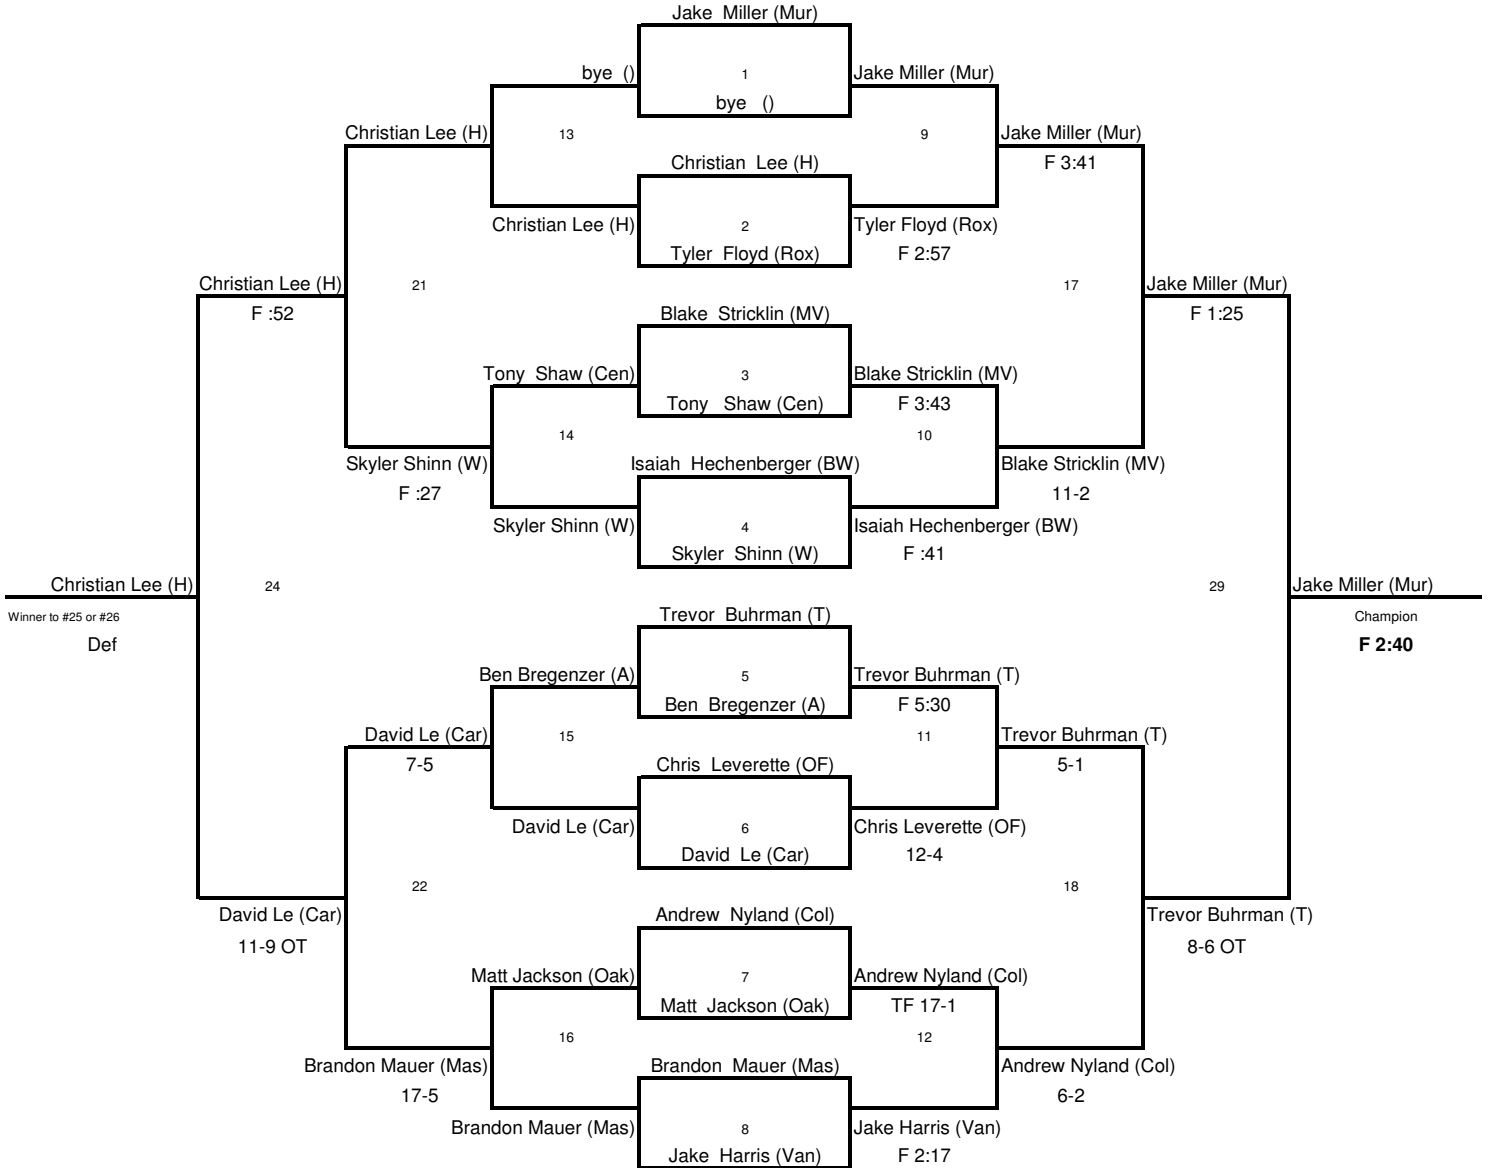 Jake Miller (Mur)
bye () 1 Jake Miller (Mur)
bye ()
Christian Lee (H) 13 9 Jake Miller (Mur)
Christian Lee (H) F 3:41
Christian Lee (H) 2 Tyler Floyd (Rox)
Tyler Floyd (Rox) F 2:57
Christian Lee (H) 21 17 Jake Miller (Mur)
F :52 Blake Stricklin (MV) F 1:25
Tony Shaw (Cen) 3 Blake Stricklin (MV)
Tony Shaw (Cen) F 3:43
14 10
Skyler Shinn (W) Isaiah Hechenberger (BW) Blake Stricklin (MV)
F :27 11-2
Skyler Shinn (W) 4 Isaiah Hechenberger (BW)
Skyler Shinn (W) F :41
Christian Lee (H) 24 29 Jake Miller (Mur)
Winner to #25 or #26 Trevor Buhrman (T) Champion
Def F 2:40
Ben Bregenzer (A) 5 Trevor Buhrman (T)
Ben Bregenzer (A) F 5:30
David Le (Car) 15 11 Trevor Buhrman (T)
7-5 Chris Leverette (OF) 5-1
David Le (Car) 6 Chris Leverette (OF)
David Le (Car) 12-4
22 18
David Le (Car) Andrew Nyland (Col) Trevor Buhrman (T)
11-9 OT 8-6 OT
Matt Jackson (Oak) 7 Andrew Nyland (Col)
Matt Jackson (Oak) TF 17-1
16 12
Brandon Mauer (Mas) Brandon Mauer (Mas) Andrew Nyland (Col)
17-5 6-2
Brandon Mauer (Mas) 8 Jake Harris (Van)
Jake Harris (Van) F 2:17